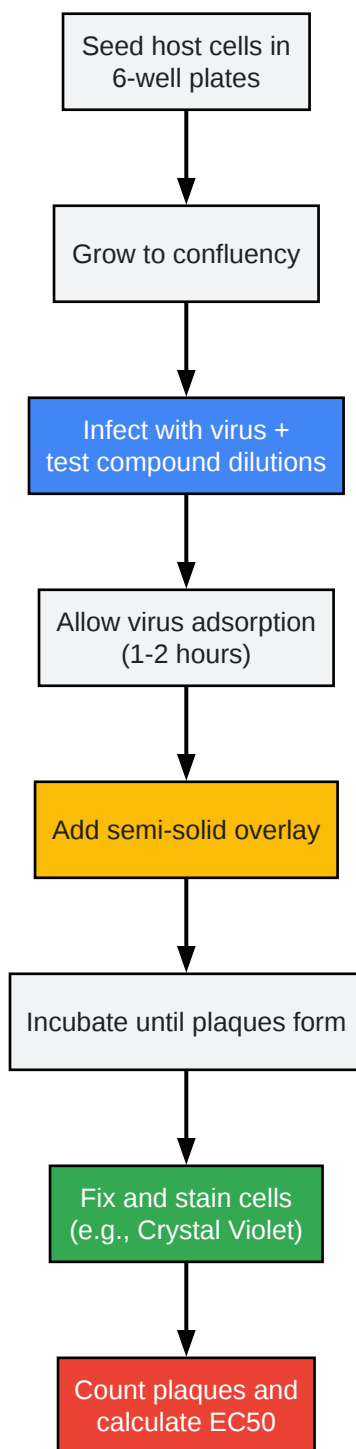 Seed host cells in
6-well plates
Grow to confluency
Infect with virus +
test compound dilutions
Allow virus adsorption
(1-2 hours)
Add semi-solid overlay
Incubate until plaques form
Fix and stain cells
(e.g., Crystal Violet)
Count plaques and
calculate EC50